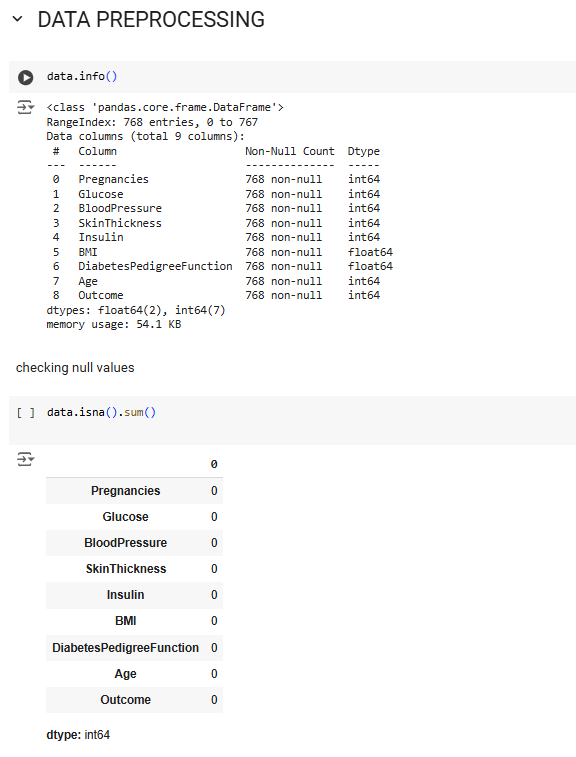 DATA PREPROCESSING
data.info()
<class 'pandas.core.frame.DataFrame'>
RangeIndex: 768 entries, 0 to 767
Data columns (total 9 columns):
#   Column                    Non-Null Count  Dtype
---  ------                    --------------  -----
0   Pregnancies               768 non-null    int64
1   Glucose                   768 non-null    int64
2   BloodPressure             768 non-null    int64
3   SkinThickness             768 non-null    int64
4   Insulin                   768 non-null    int64
5   BMI                       768 non-null    float64
6   DiabetesPedigreeFunction  768 non-null    float64
7   Age                       768 non-null    int64
8   Outcome                   768 non-null    int64
dtypes: float64(2), int64(7)
memory usage: 54.1 KB
checking null values
[ ] data.isna().sum()
0
Pregnancies 0
Glucose 0
BloodPressure 0
SkinThickness 0
Insulin 0
BMI 0
DiabetesPedigreeFunction 0
Age 0
Outcome 0
dtype: int64